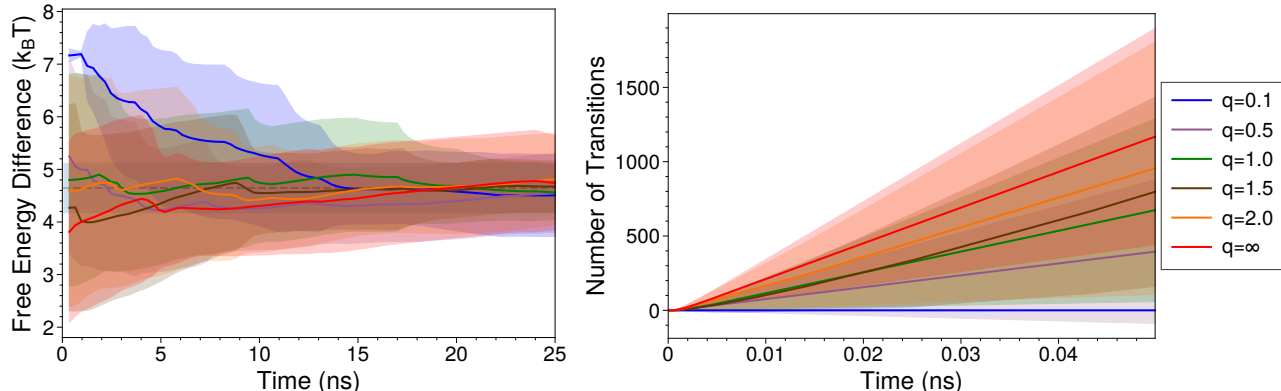 Free Energy Difference (kBT)
8
7
6
5
4
3
2
0 5 10 15 20 25
Time (ns)
Number of Transitions
1500
1000
500
0
0 0.01 0.02 0.03 0.04
Time (ns)
q=0.1
q=0.5
q=1.0
q=1.5
q=2.0
q=∞